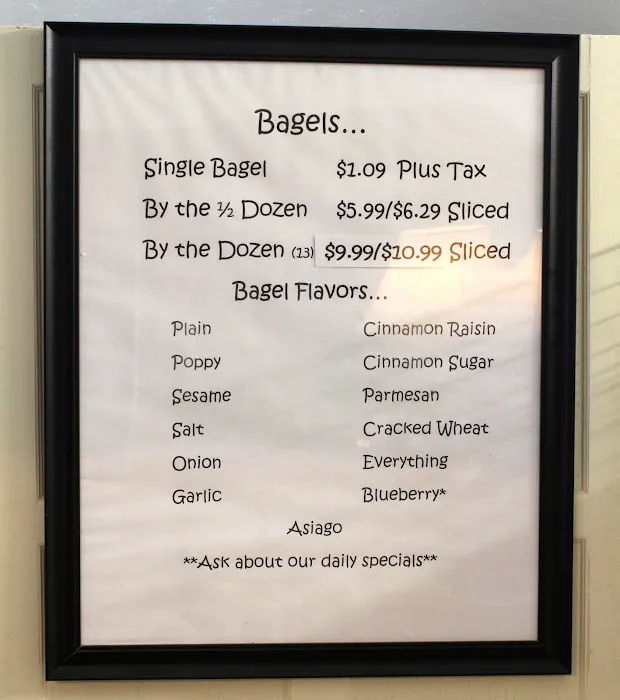 Bagels...
Single Bagel $1.09 Plus Tax
By the ½ Dozen $5.99/$6.29 Sliced
By the Dozen (13) $9.99/$10.99 Sliced
Bagel Flavors...
Plain Cinnamon Raisin
Poppy Cinnamon Sugar
Sesame Parmesan
Salt Cracked Wheat
Onion Everything
Garlic Blueberry*
Asiago
**Ask about our daily specials**